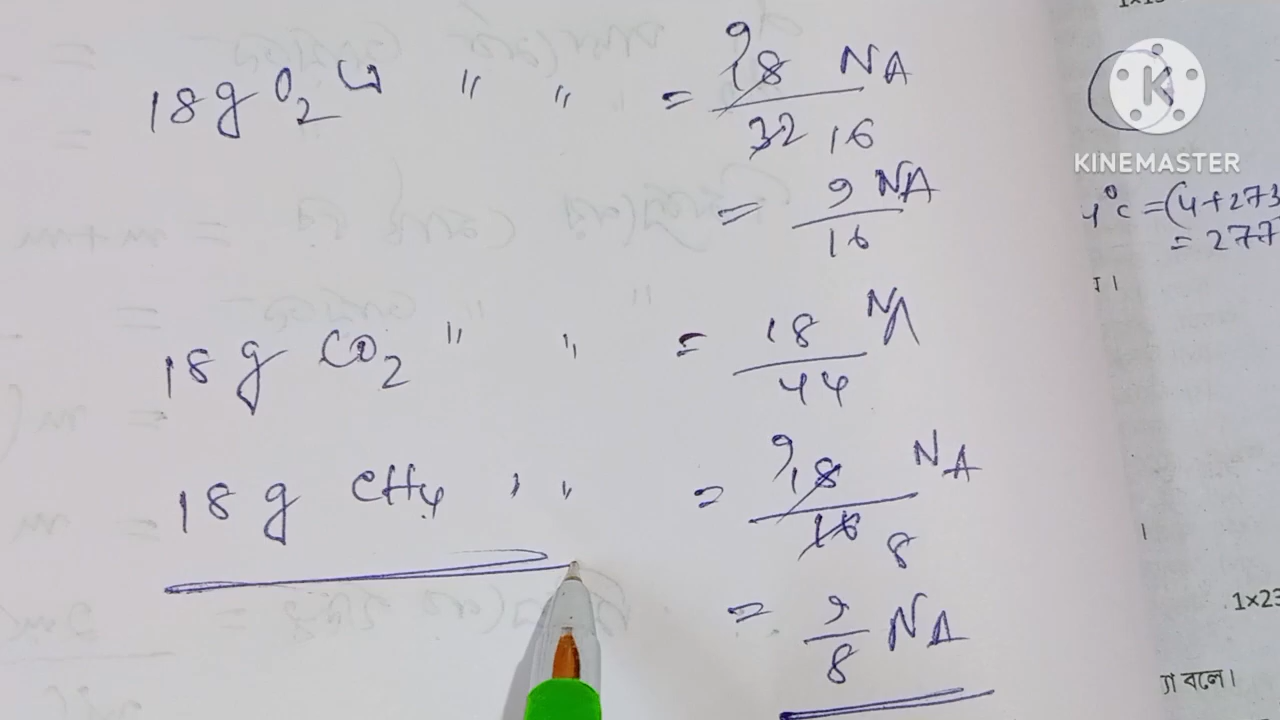 18g O2 এ " " = 18 NA / 32 9 16
= 9 NA / 16
18 g CO2 " " = 18 NA / 44
18 g CH4 " " = 18 NA / 16 9 8
= 9/8 NA
KINEMASTER
4°c = (4+273
= 277
1×23
বলে।